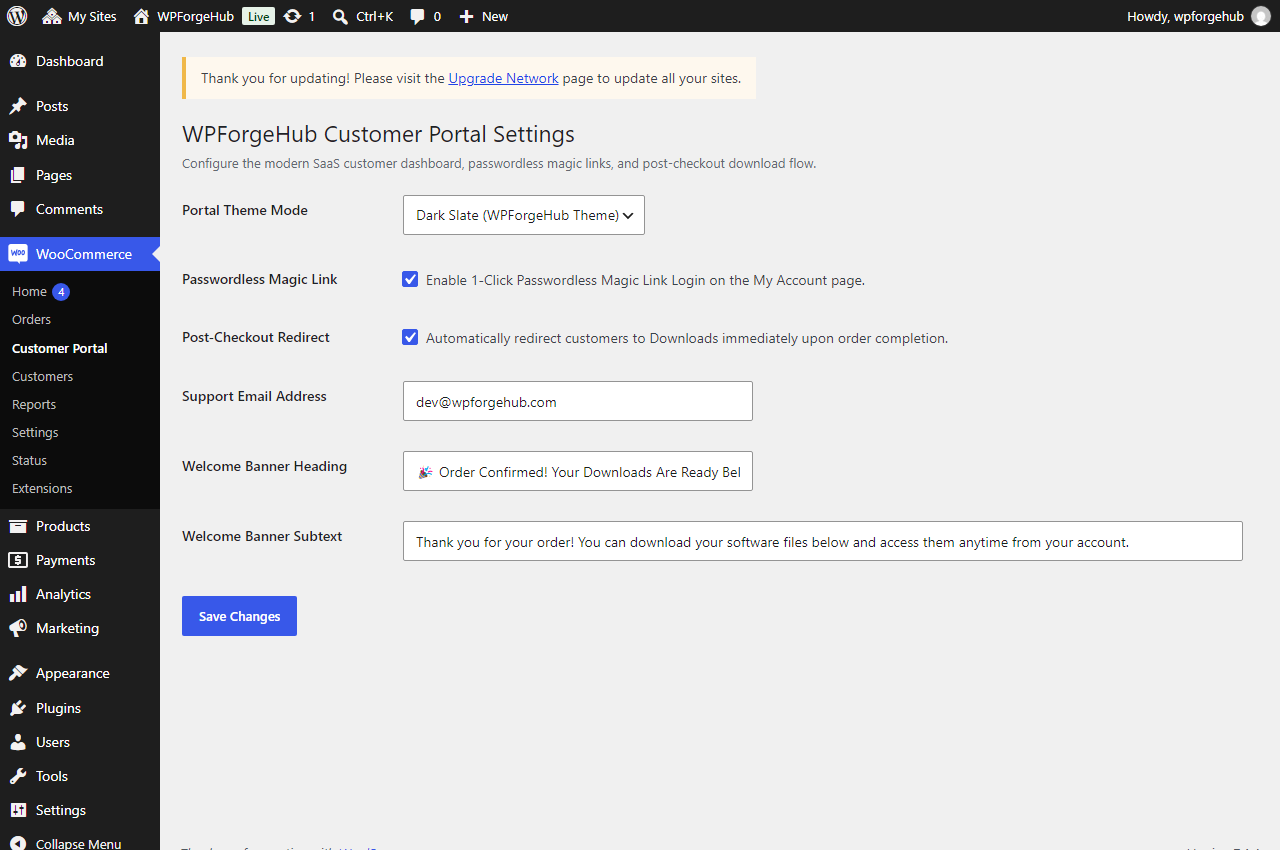 My Sites WPForgeHub Live 1 Ctrl+K 0 New Howdy, wpforgehub
Dashboard
Posts
Media
Pages
Comments
WooCommerce
Home 4
Orders
Customer Portal
Customers
Reports
Settings
Status
Extensions
Products
Payments
Analytics
Marketing
Appearance
Plugins
Users
Tools
Settings
Collapse Menu
Thank you for updating! Please visit the Upgrade Network page to update all your sites.
WPForgeHub Customer Portal Settings
Configure the modern SaaS customer dashboard, passwordless magic links, and post-checkout download flow.
Portal Theme Mode
Dark Slate (WPForgeHub Theme)
Passwordless Magic Link
Enable 1-Click Passwordless Magic Link Login on the My Account page.
Post-Checkout Redirect
Automatically redirect customers to Downloads immediately upon order completion.
Support Email Address
dev@wpforgehub.com
Welcome Banner Heading
🎉 Order Confirmed! Your Downloads Are Ready Bel
Welcome Banner Subtext
Thank you for your order! You can download your software files below and access them anytime from your account.
Save Changes